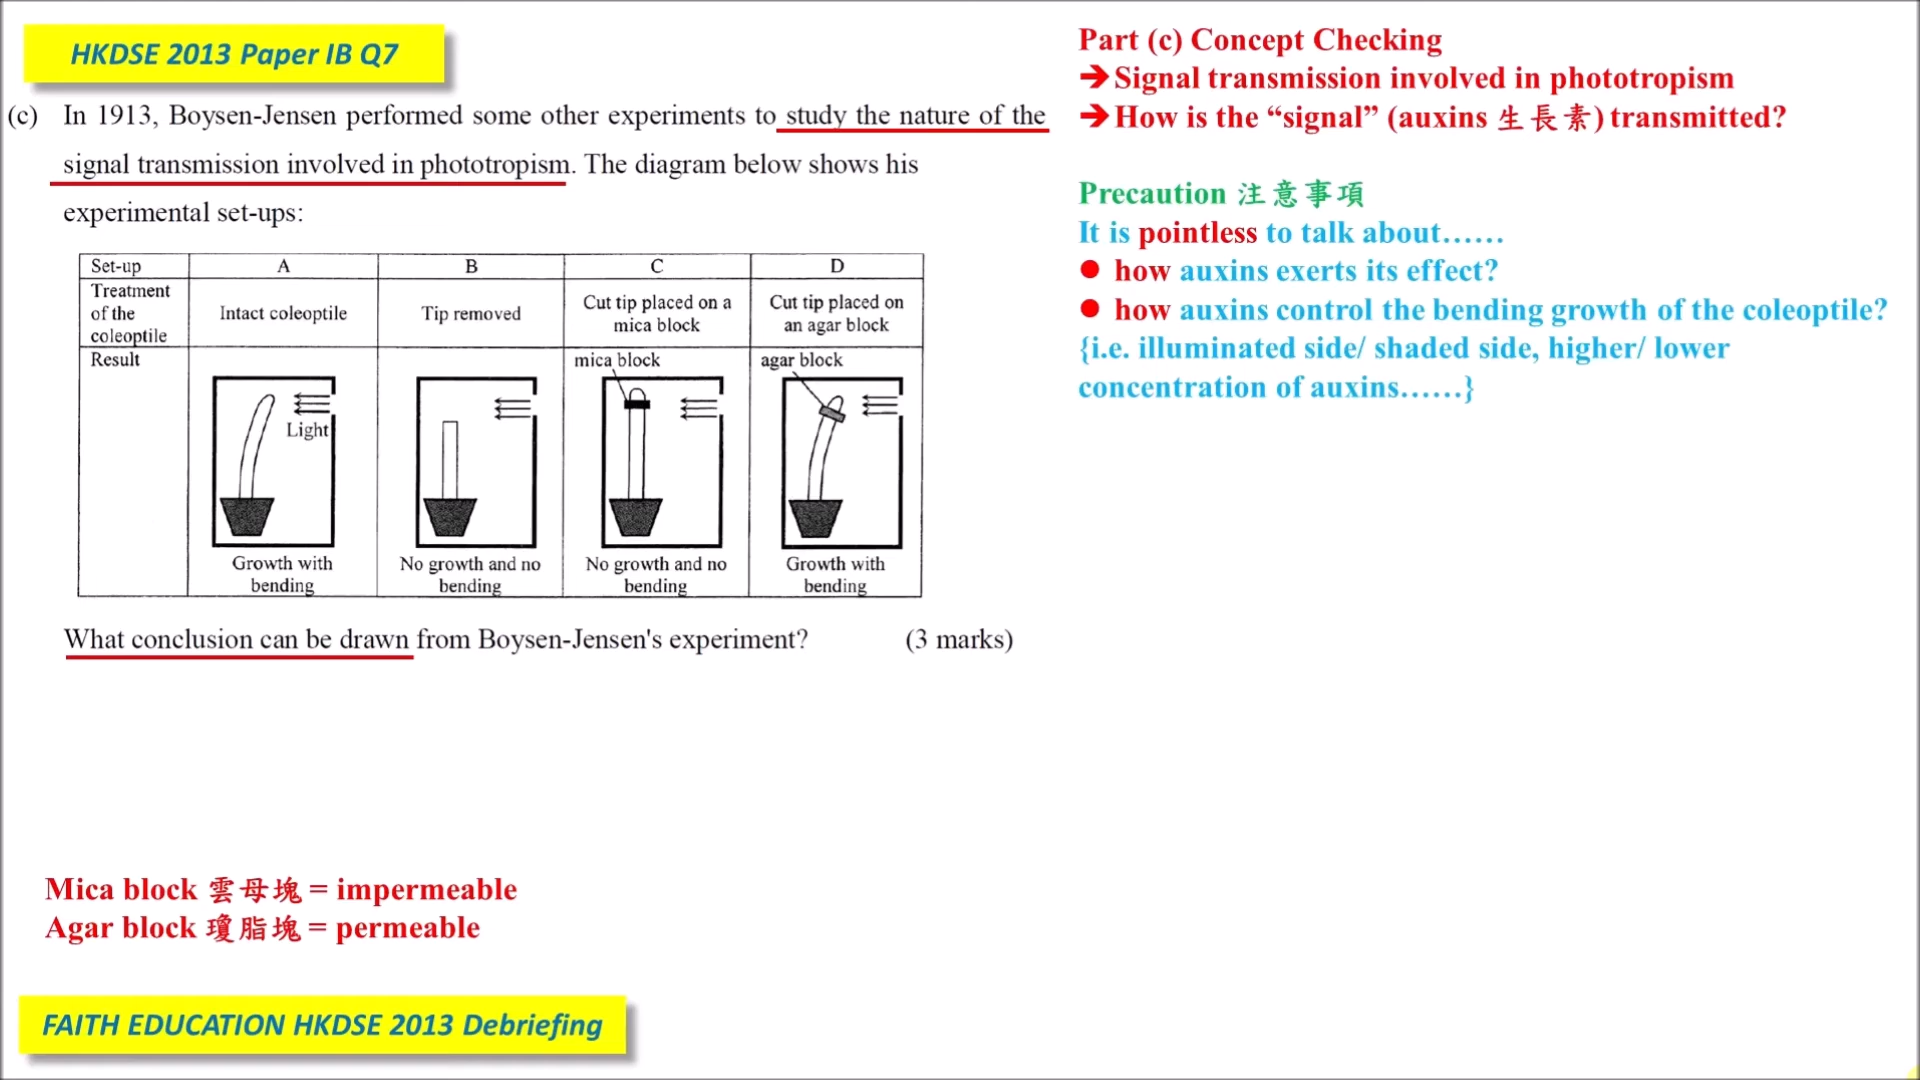 HKDSE 2013 Paper IB Q7
(c) In 1913, Boysen-Jensen performed some other experiments to study the nature of the
signal transmission involved in phototropism. The diagram below shows his
experimental set-ups:
Set-up A B C D
Treatment of the coleoptile
Intact coleoptile
Tip removed
Cut tip placed on a
mica block
Cut tip placed on
an agar block
Result
mica block
agar block
Light
Growth with
bending
No growth and no
bending
No growth and no
bending
Growth with
bending
What conclusion can be drawn from Boysen-Jensen's experiment? (3 marks)
Mica block 雲母塊 = impermeable
Agar block 瓊脂塊 = permeable
FAITH EDUCATION HKDSE 2013 Debriefing
Part (c) Concept Checking
➔Signal transmission involved in phototropism
➔How is the “signal” (auxins 生長素) transmitted?
Precaution 注意事項
It is pointless to talk about……
● how auxins exerts its effect?
● how auxins control the bending growth of the coleoptile?
{i.e. illuminated side/ shaded side, higher/ lower
concentration of auxins……}